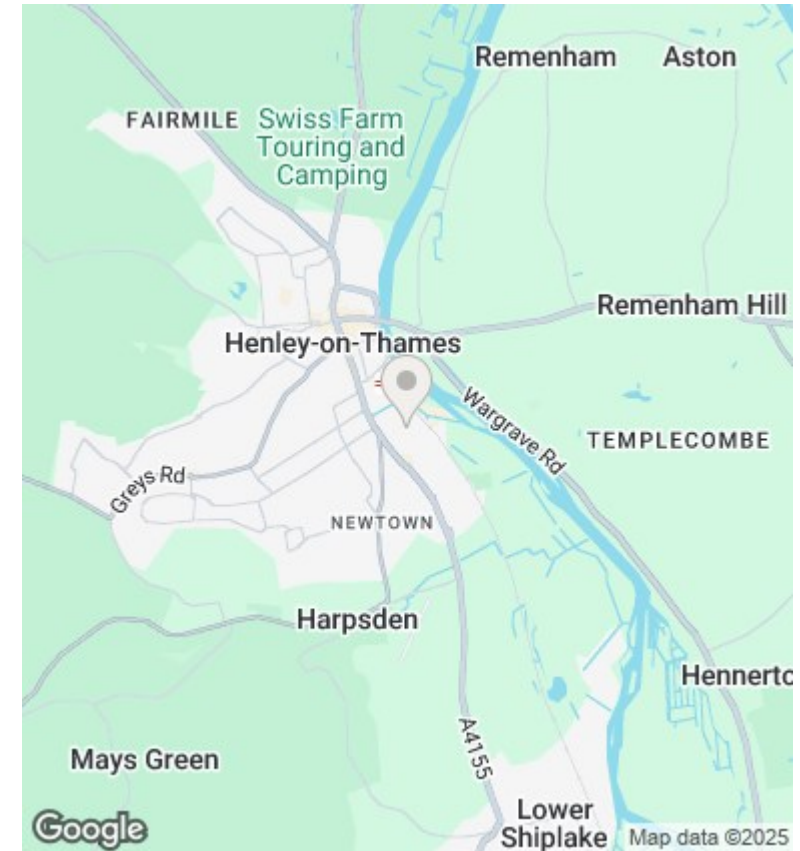 Remenham
Aston
FAIRMILE
Swiss Farm
Touring and
Camping
Remenham Hill
Henley-on-Thames
Wargrave Rd
TEMPLECOMBE
Greys Rd
NEWTOWN
Harpsden
Hennerto
A4155
Mays Green
Lower
Shiplake
Google
Map data ©2025